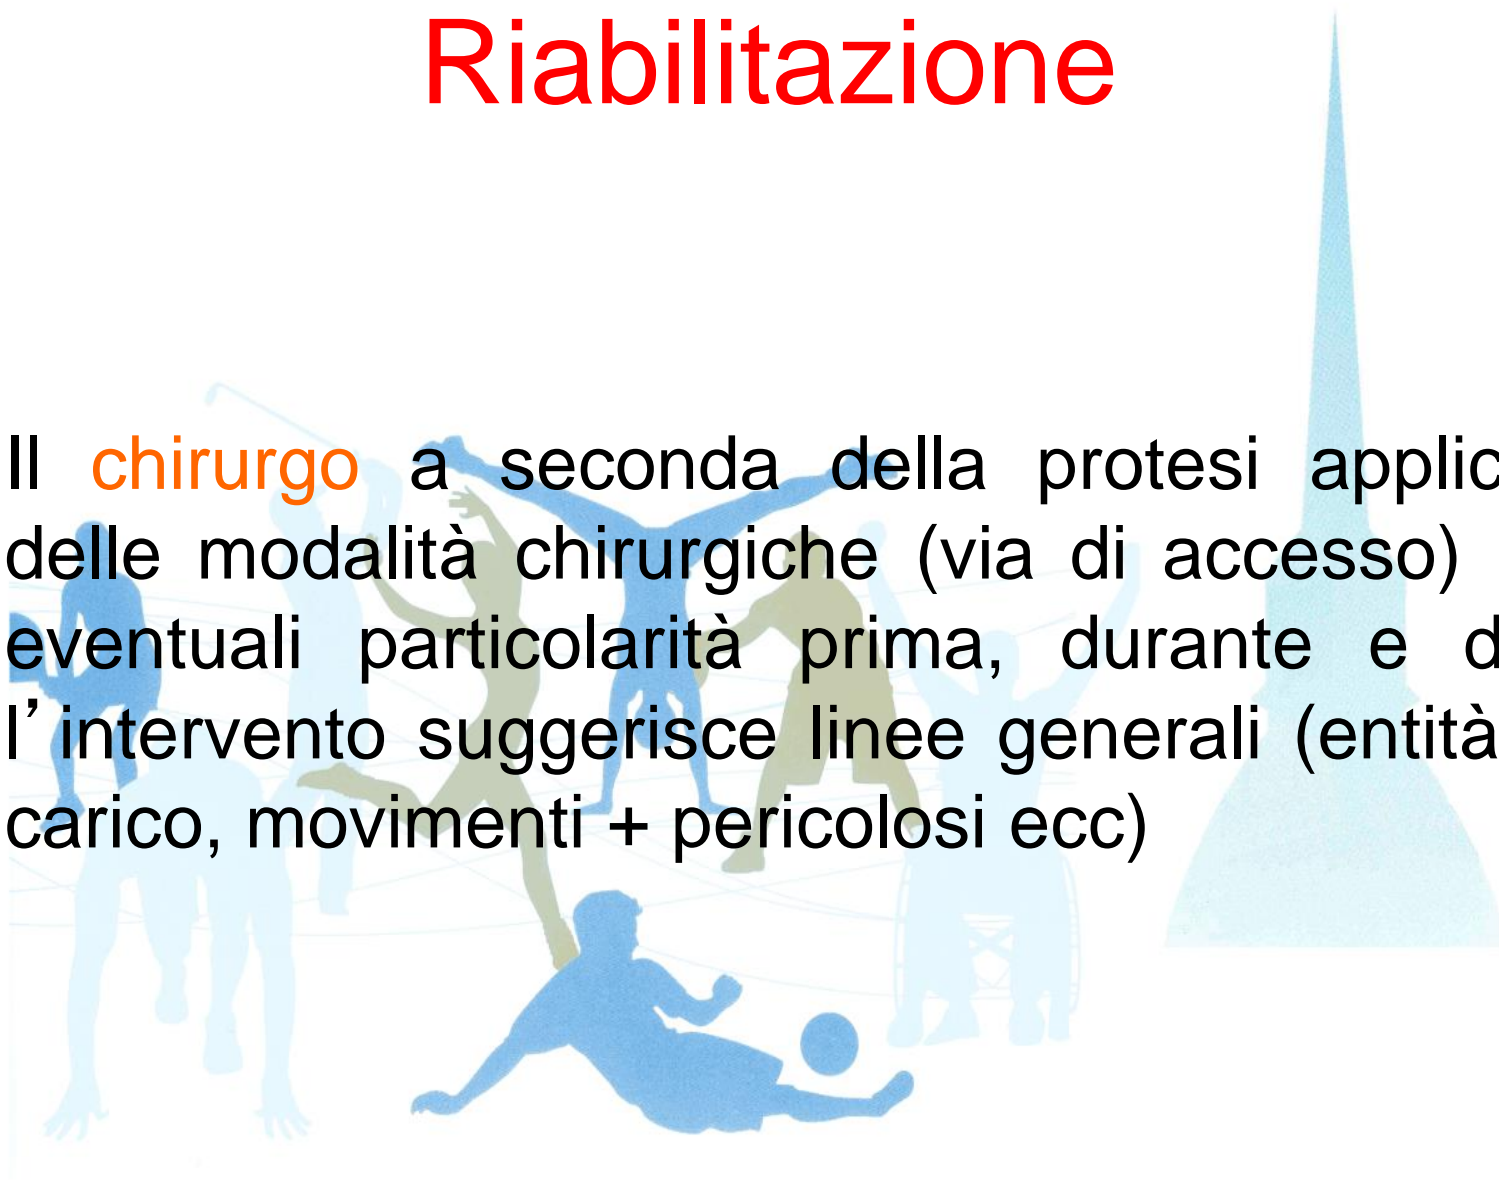 Riabilitazione
Il chirurgo a seconda della protesi applic
delle modalità chirurgiche (via di accesso)
eventuali particolarità prima, durante e d
l’intervento suggerisce linee generali (entità
carico, movimenti + pericolosi ecc)